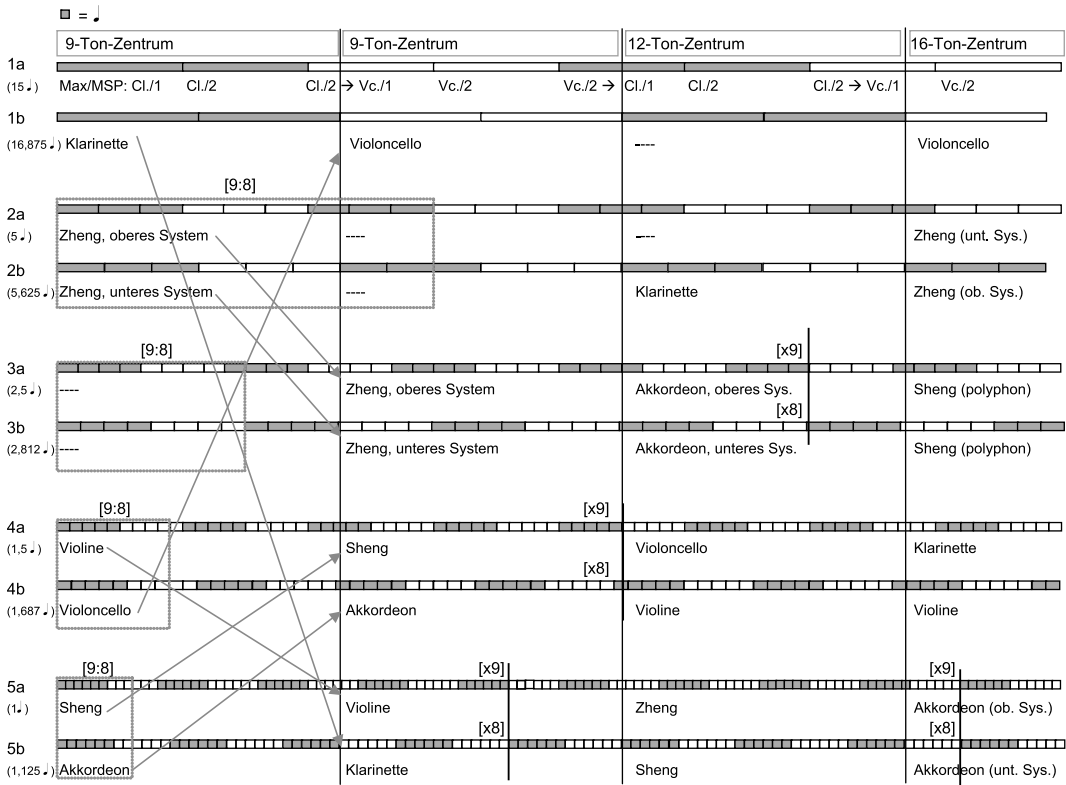 = ♩
9-Ton-Zentrum 9-Ton-Zentrum 12-Ton-Zentrum 16-Ton-Zentrum
1a
(15 ♩) Max/MSP: Cl./1 Cl./2 Cl./2 → Vc./1 Vc./2 Vc./2 → Cl./1 Cl./2 Cl./2 → Vc./1 Vc./2
1b
(16,875 ♩) Klarinette Violoncello ---- Violoncello
[9:8]
2a
(5 ♩) Zheng, oberes System ---- ---- Zheng (unt. Sys.)
2b
(5,625 ♩) Zheng, unteres System ---- Klarinette Zheng (ob. Sys.)
[9:8] [x9]
3a
(2,5 ♩) ---- Zheng, oberes System Akkordeon, oberes Sys. Sheng (polyphon)
[x8]
3b
(2,812 ♩) ---- Zheng, unteres System Akkordeon, unteres Sys. Sheng (polyphon)
[9:8] [x9]
4a
(1,5 ♩) Violine Sheng Violoncello Klarinette
[x8]
4b
(1,687 ♩) Violoncello Akkordeon Violine Violine
[9:8] [x9] [x9]
5a
(1 ♩) Sheng Violine Zheng Akkordeon (ob. Sys.)
[x8] [x8]
5b
(1,125 ♩) Akkordeon Klarinette Sheng Akkordeon (unt. Sys.)